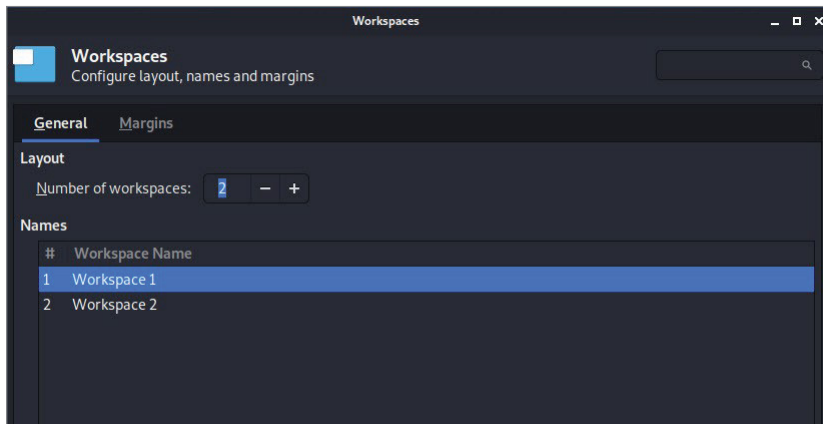 Workspaces
Workspaces
Configure layout, names and margins
General Margins
Layout
Number of workspaces: 2 − +
Names
# Workspace Name
1 Workspace 1
2 Workspace 2